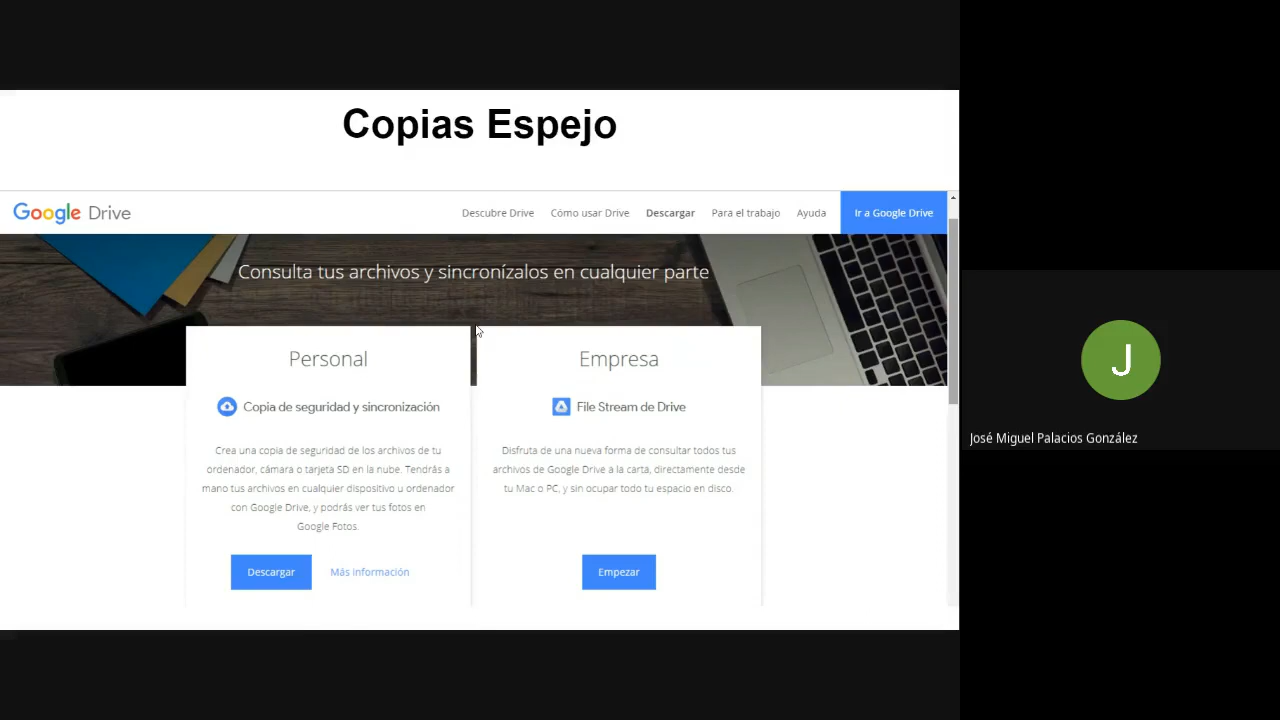 Copias Espejo
Google Drive
Descubre Drive Cómo usar Drive Descargar Para el trabajo Ayuda Ir a Google Drive
Consulta tus archivos y sincronízalos en cualquier parte
Personal
Copia de seguridad y sincronización
Crea una copia de seguridad de los archivos de tu
ordenador, cámara o tarjeta SD en la nube. Tendrás a
mano tus archivos en cualquier dispositivo u ordenador
con Google Drive, y podrás ver tus fotos en
Google Fotos.
Descargar Más información
Empresa
File Stream de Drive
Disfruta de una nueva forma de consultar todos tus
archivos de Google Drive a la carta, directamente desde
tu Mac o PC, y sin ocupar todo tu espacio en disco.
Empezar
J
José Miguel Palacios González